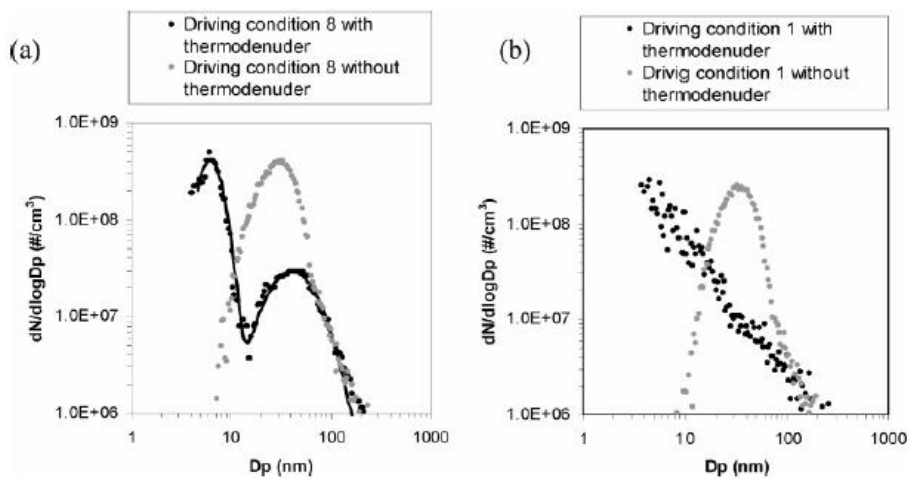 (a)
Driving condition 8 with
thermodenuder
Driving condition 8 without
thermodenuder
1.0E+09
1.0E+08
1.0E+07
1.0E+06
dN/dlogDp (#/cm³)
1
10
100
1000
Dp (nm)
(b)
Driving condition 1 with
thermodenuder
Drivig condition 1 without
thermodenuder
1.0E+09
1.0E+08
1.0E+07
1.0E+06
dN/dlogDp (#/cm³)
1
10
100
1000
Dp (nm)